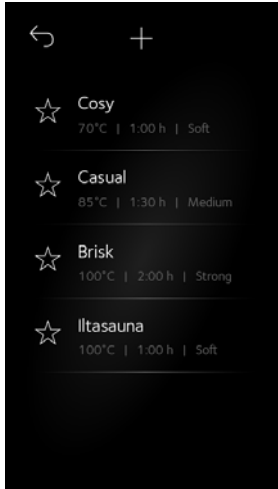 Cosy
70°C | 1:00 h | Soft
Casual
85°C | 1:30 h | Medium
Brisk
100°C | 2:00 h | Strong
Iltasauna
100°C | 1:00 h | Soft